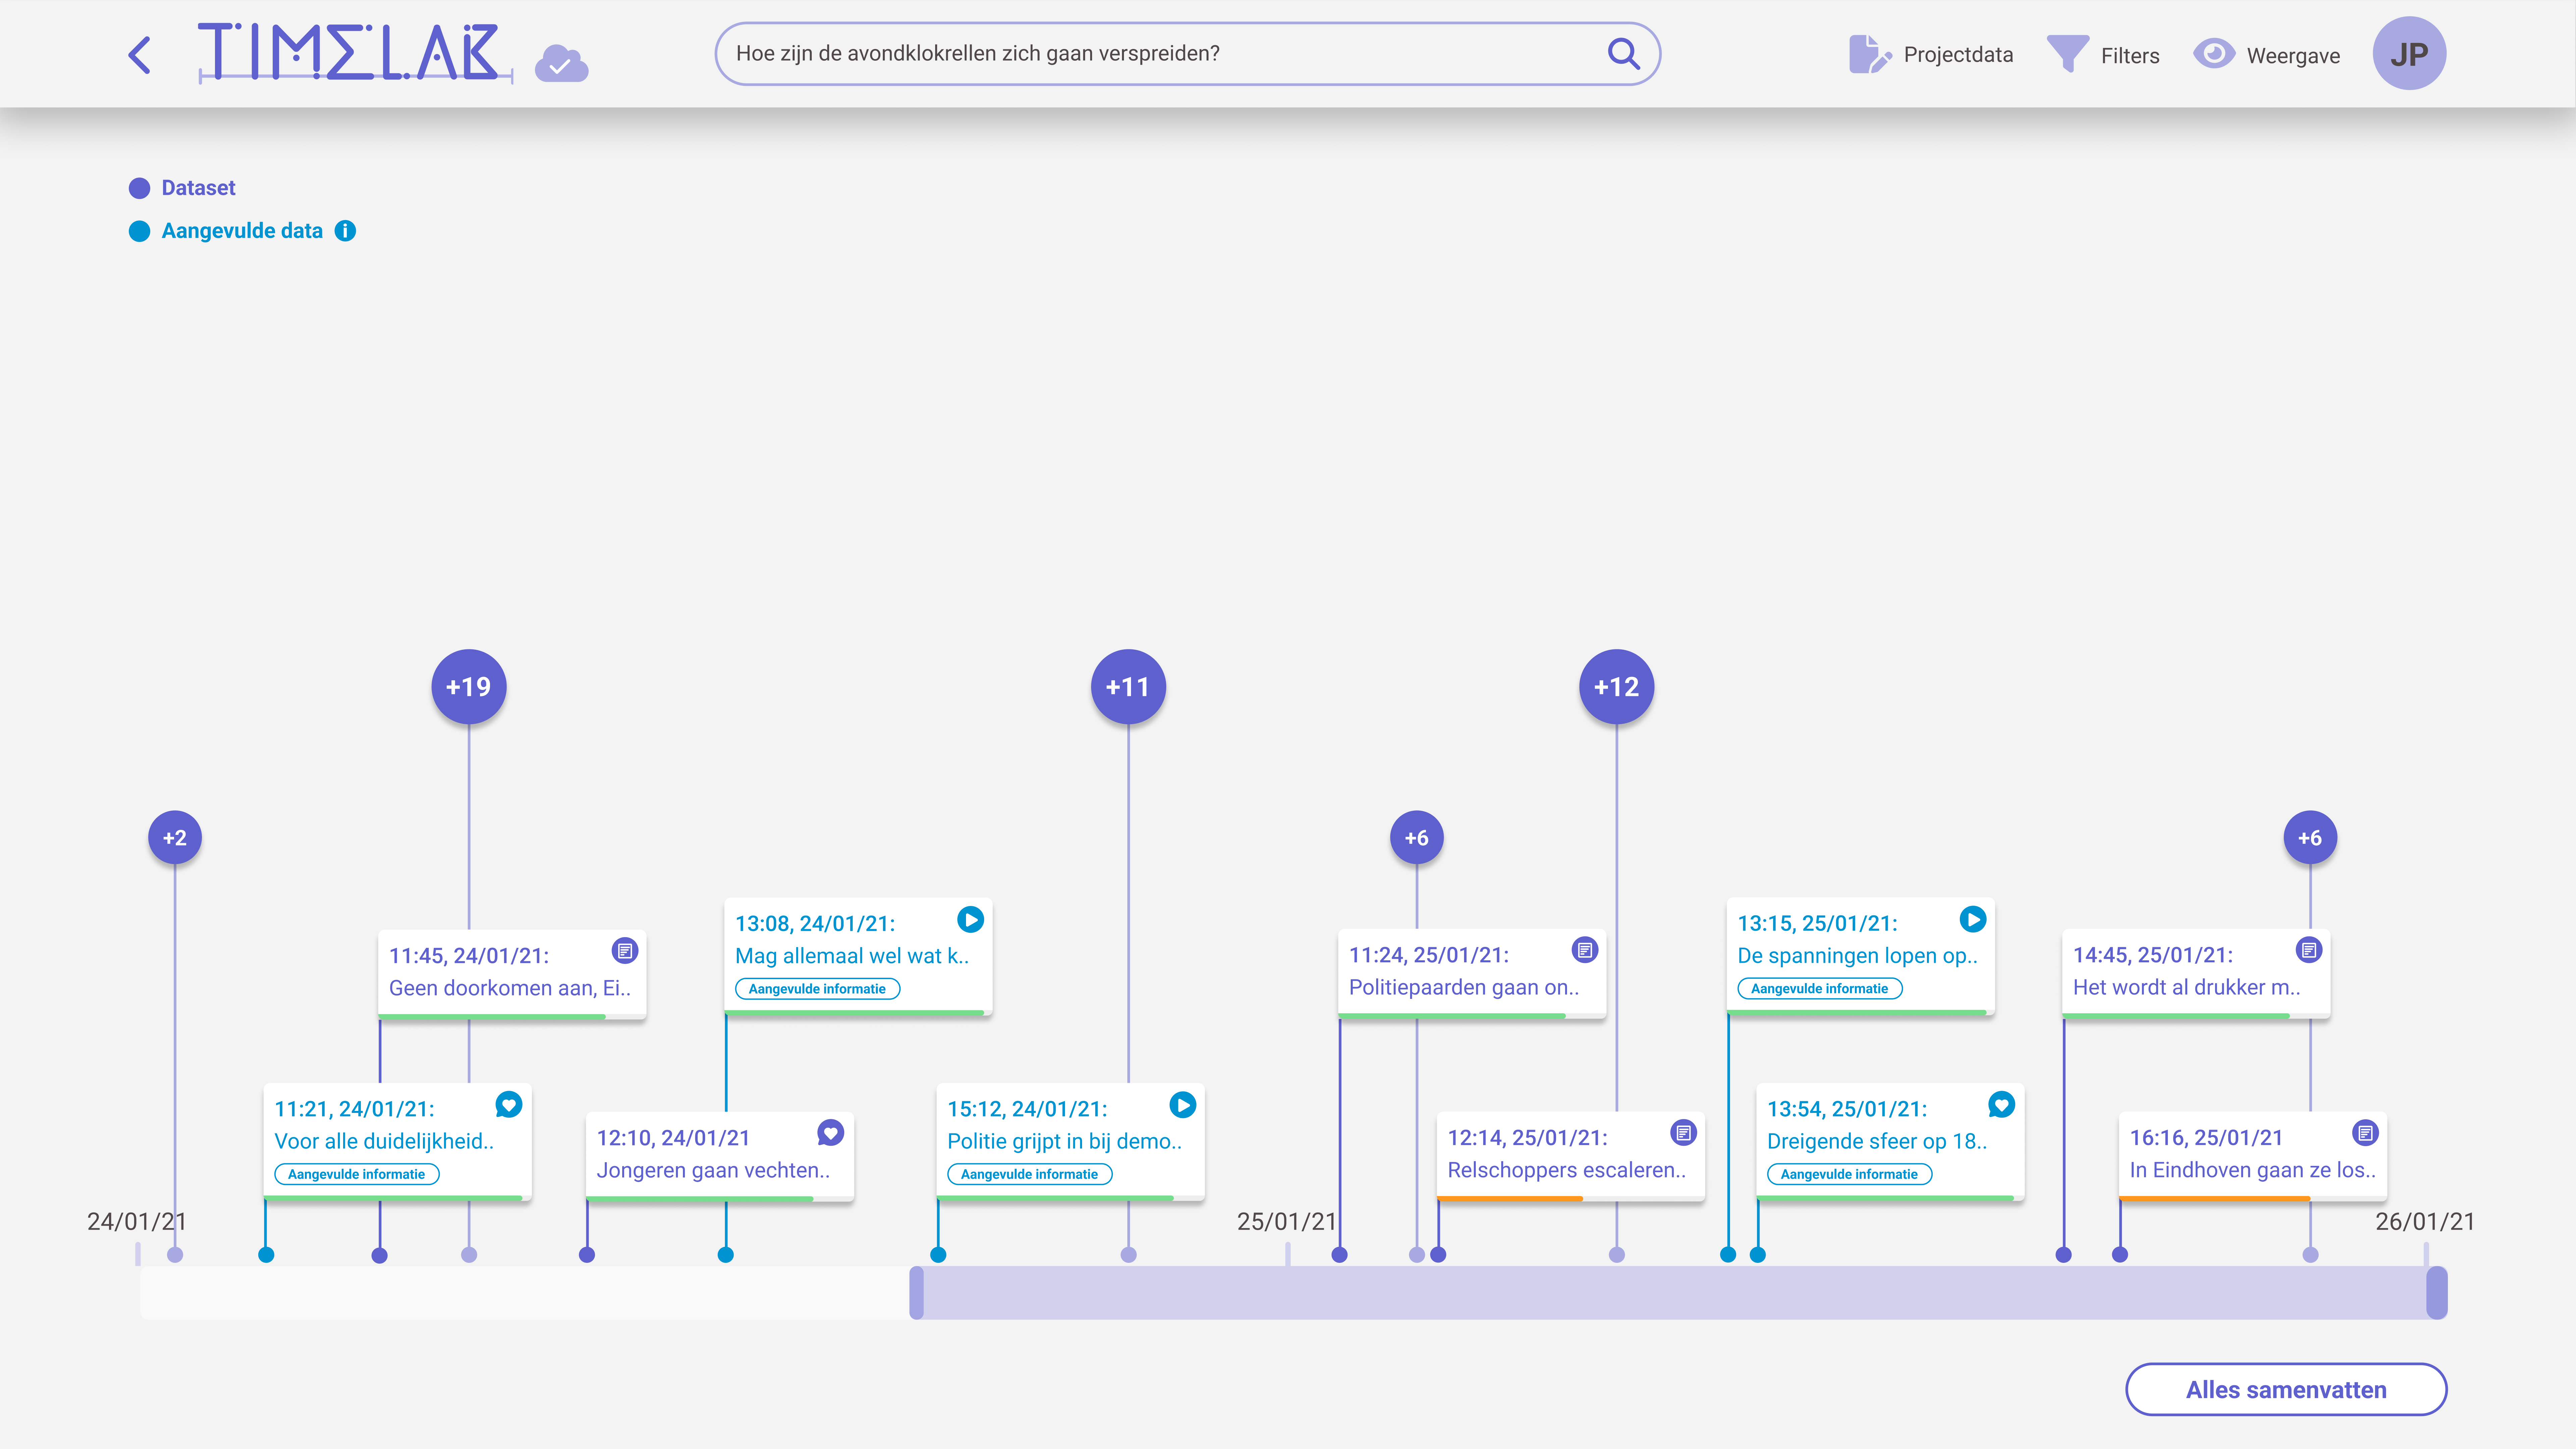 TIMELAB
Hoe zijn de avondklokrellen zich gaan verspreiden?
Projectdata
Filters
Weergave
JP
Dataset
Aangevulde data
+19
+11
+12
+2
+6
+6
13:08, 24/01/21:
Mag allemaal wel wat k..
Aangevulde informatie
13:15, 25/01/21:
De spanningen lopen op..
Aangevulde informatie
11:45, 24/01/21:
Geen doorkomen aan, Ei..
11:24, 25/01/21:
Politiepaarden gaan on..
14:45, 25/01/21:
Het wordt al drukker m..
11:21, 24/01/21:
Voor alle duidelijkheid..
Aangevulde informatie
12:10, 24/01/21
Jongeren gaan vechten..
15:12, 24/01/21:
Politie grijpt in bij demo..
Aangevulde informatie
12:14, 25/01/21:
Relschoppers escaleren..
13:54, 25/01/21:
Dreigende sfeer op 18..
Aangevulde informatie
16:16, 25/01/21
In Eindhoven gaan ze los..
24/01/21
25/01/21
26/01/21
Alles samenvatten